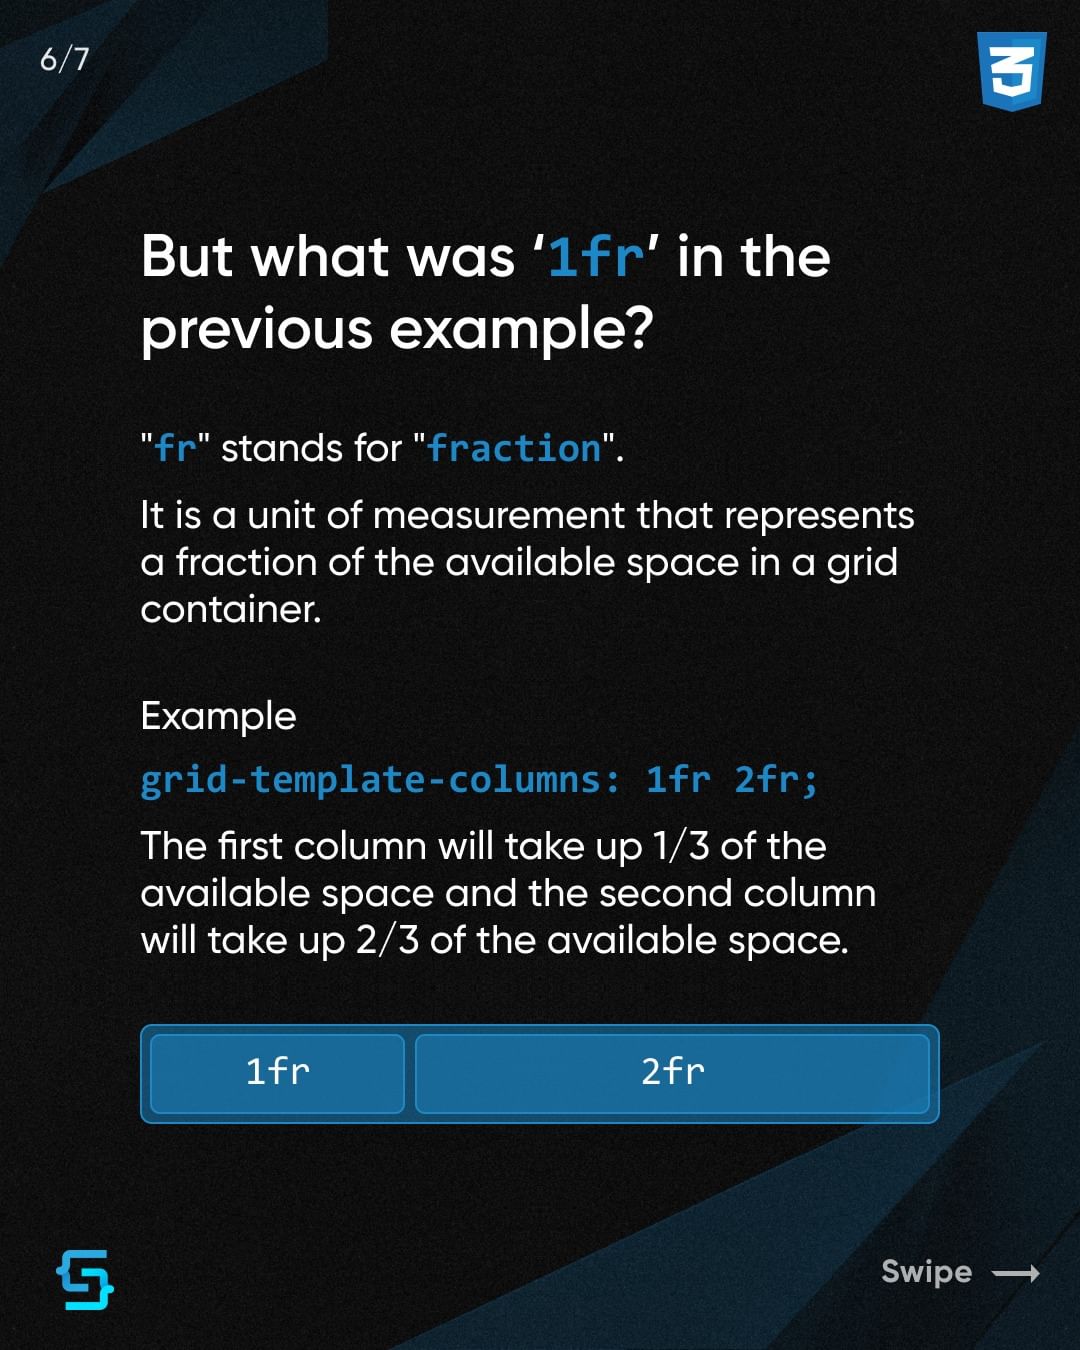 6/7
But what was ‘1fr’ in the
previous example?
"fr" stands for "fraction".
It is a unit of measurement that represents
a fraction of the available space in a grid
container.
Example
grid-template-columns: 1fr 2fr;
The first column will take up 1/3 of the
available space and the second column
will take up 2/3 of the available space.
1fr 2fr
Swipe